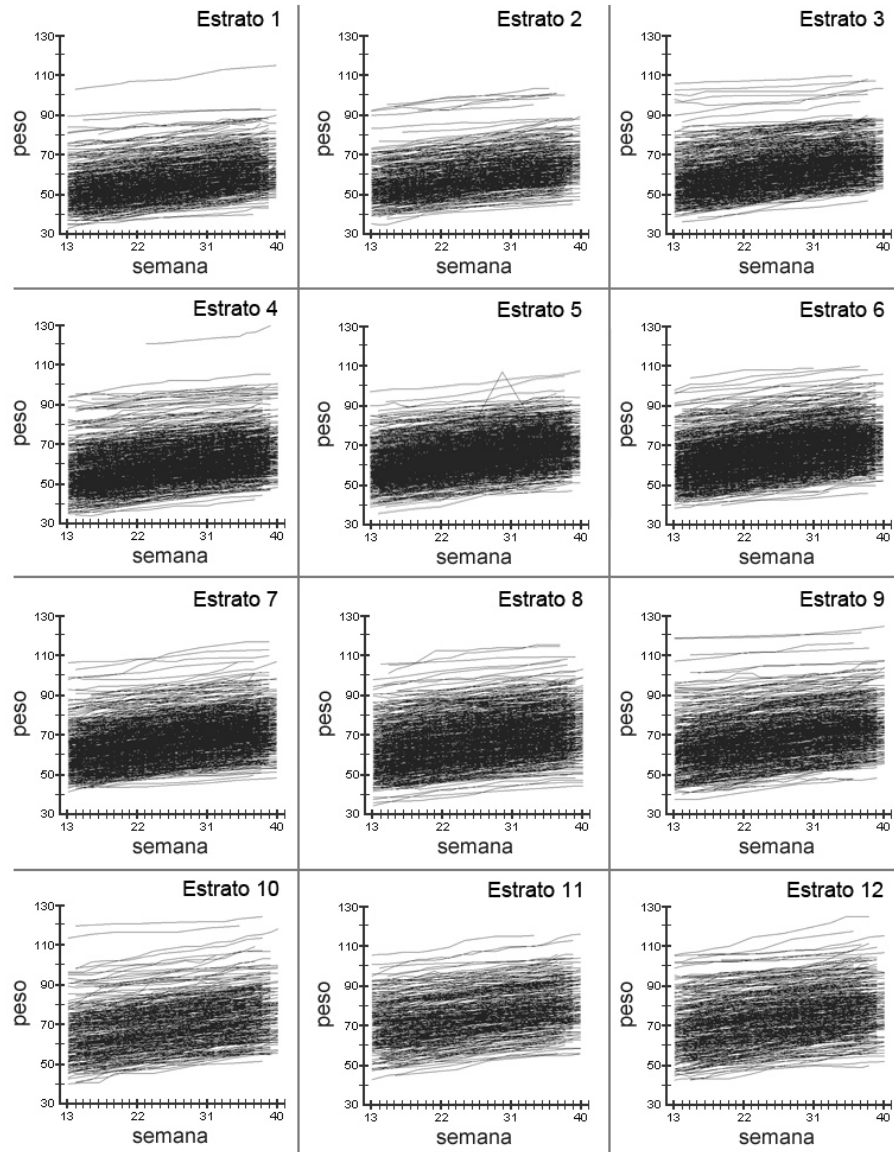 Estrato 1
130
110
90
70
50
30
peso
13 22 31 40
semana
Estrato 2
130
110
90
70
50
30
peso
13 22 31 40
semana
Estrato 3
130
110
90
70
50
30
peso
13 22 31 40
semana
Estrato 4
130
110
90
70
50
30
peso
13 22 31 40
semana
Estrato 5
130
110
90
70
50
30
peso
13 22 31 40
semana
Estrato 6
130
110
90
70
50
30
peso
13 22 31 40
semana
Estrato 7
130
110
90
70
50
30
peso
13 22 31 40
semana
Estrato 8
130
110
90
70
50
30
peso
13 22 31 40
semana
Estrato 9
130
110
90
70
50
30
peso
13 22 31 40
semana
Estrato 10
130
110
90
70
50
30
peso
13 22 31 40
semana
Estrato 11
130
110
90
70
50
30
peso
13 22 31 40
semana
Estrato 12
130
110
90
70
50
30
peso
13 22 31 40
semana